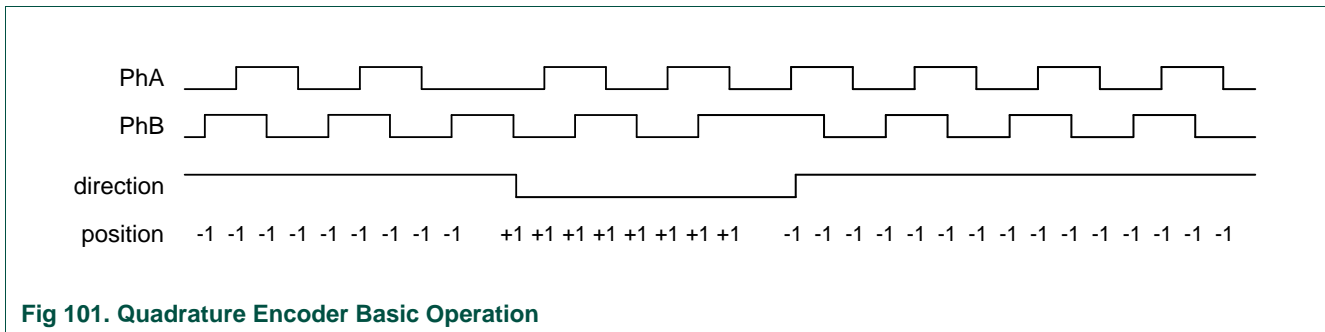 PhA
PhB
direction
position -1 -1 -1 -1 -1 -1 -1 -1 -1 +1 +1 +1 +1 +1 +1 +1 +1 -1 -1 -1 -1 -1 -1 -1 -1 -1 -1 -1 -1 -1 -1 -1
Fig 101. Quadrature Encoder Basic Operation